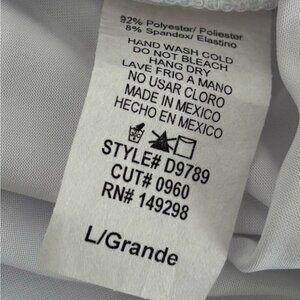 92% Polyester/ Poliester
8% Spandex/ Elastino
HAND WASH COLD
DO NOT BLEACH
HANG DRY
LAVE FRIO A MANO
NO USAR CLORO
MADE IN MEXICO
HECHO EN MEXICO
STYLE# D9789
CUT# 0960
RN# 149298
L/Grande